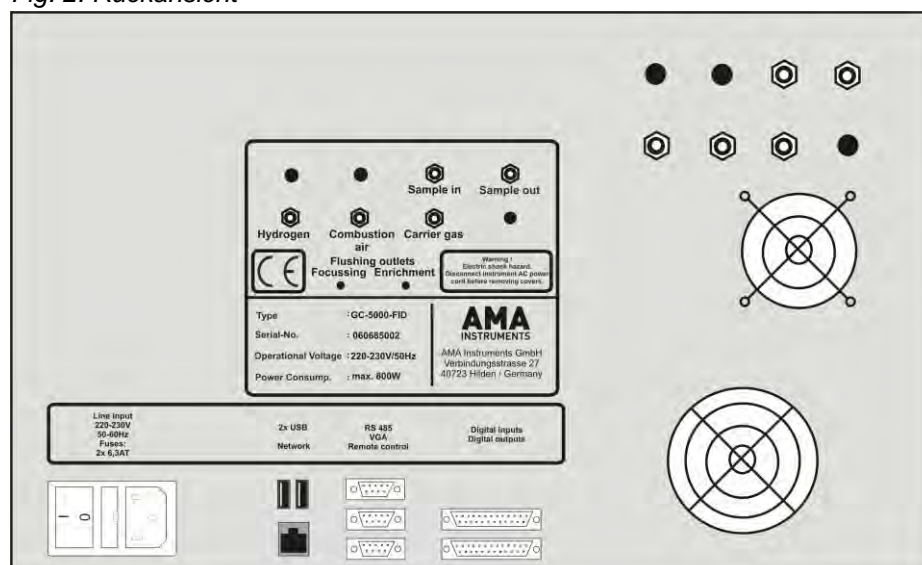 Fig. 2: Rückansicht
Sample in Sample out
Hydrogen Combustion air Carrier gas
Flushing outlets
Focussing Enrichment
CE
Warning !
Electric shock hazard.
Disconnect instrument AC power
cord before removing covers.
Type : GC-5000-FID
Serial-No. : 060685002
Operational Voltage : 220-230V/50Hz
Power Consump. : max. 800W
AMA
INSTRUMENTS
AMA Instruments GmbH
Verbindungsstrasse 27
40723 Hilden / Germany
Line Input
220-230V
50-60Hz
Fuses:
2x 6,3AT
2x USB
Network
RS 485
VGA
Remote control
Digital inputs
Digital outputs
I O